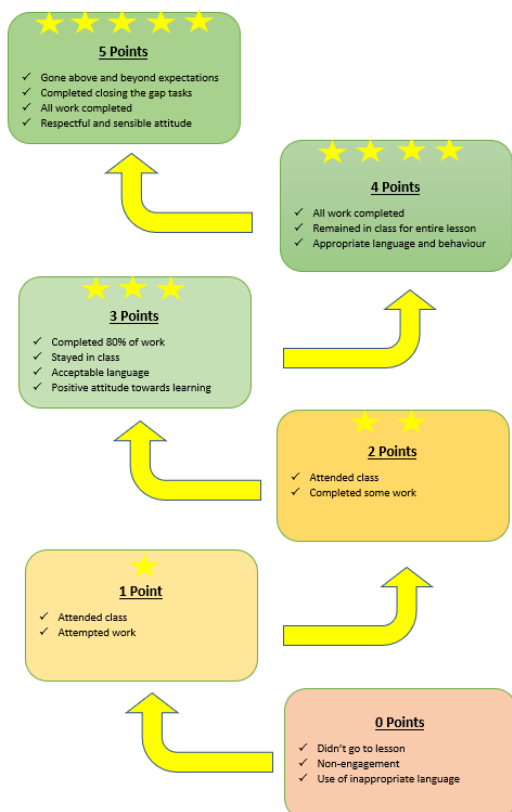 5 Points
✓ Gone above and beyond expectations
✓ Completed closing the gap tasks
✓ All work completed
✓ Respectful and sensible attitude
4 Points
✓ All work completed
✓ Remained in class for entire lesson
✓ Appropriate language and behaviour
3 Points
✓ Completed 80% of work
✓ Stayed in class
✓ Acceptable language
✓ Positive attitude towards learning
2 Points
✓ Attended class
✓ Completed some work
1 Point
✓ Attended class
✓ Attempted work
0 Points
✓ Didn't go to lesson
✓ Non-engagement
✓ Use of inappropriate language